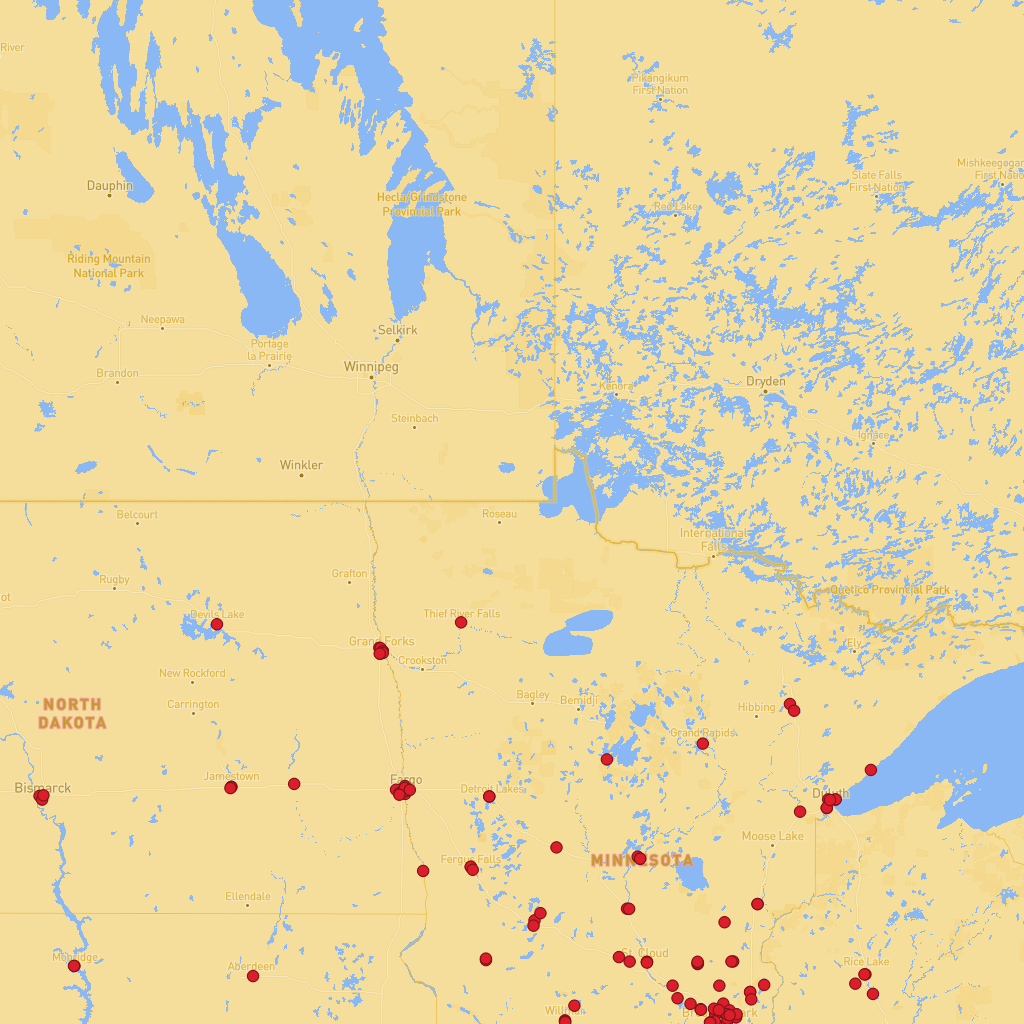 River
Pikangikum
First Nation
Mishkeegogam
First Natio
Slate Falls
First Nation
Dauphin
Hecla/Grindstone
Provincial Park
Red Lake
Riding Mountain
National Park
Neepawa
Selkirk
Portage
la Prairie
Winnipeg
Brandon
Kenora
Dryden
Steinbach
Ignace
Winkler
Belcourt
Roseau
International
Falls
Rugby
Grafton
Quetico Provincial Park
ot
Devils Lake
Thief River Falls
Grand Forks
Ely
Crookston
New Rockford
Bagley
Bemidji
NORTH
DAKOTA
Carrington
Hibbing
Grand Rapids
Jamestown
Fargo
Bismarck
Detroit Lakes
Duluth
Moose Lake
Fergus Falls
MINNESOTA
Ellendale
St. Cloud
Mobridge
Aberdeen
Rice Lake
Willmar